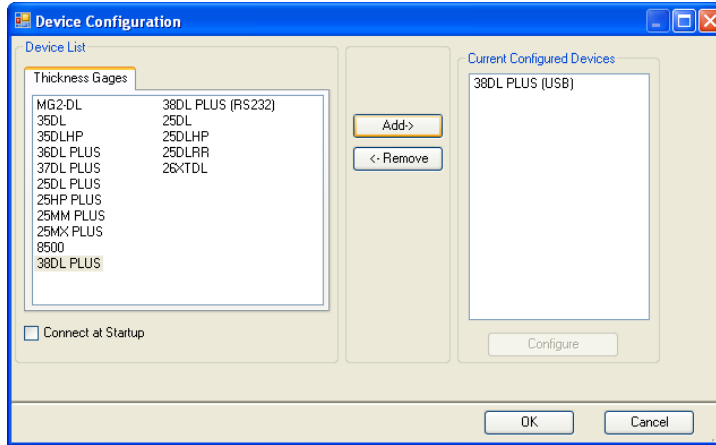 Device Configuration
Device List
Thickness Gages
MG2-DL
35DL
35DLHP
36DL PLUS
37DL PLUS
25DL PLUS
25HP PLUS
25MM PLUS
25MX PLUS
8500
38DL PLUS
38DL PLUS (RS232)
25DL
25DLHP
25DLRR
26XTDL
Connect at Startup
Add->
<- Remove
Current Configured Devices
38DL PLUS (USB)
Configure
OK
Cancel